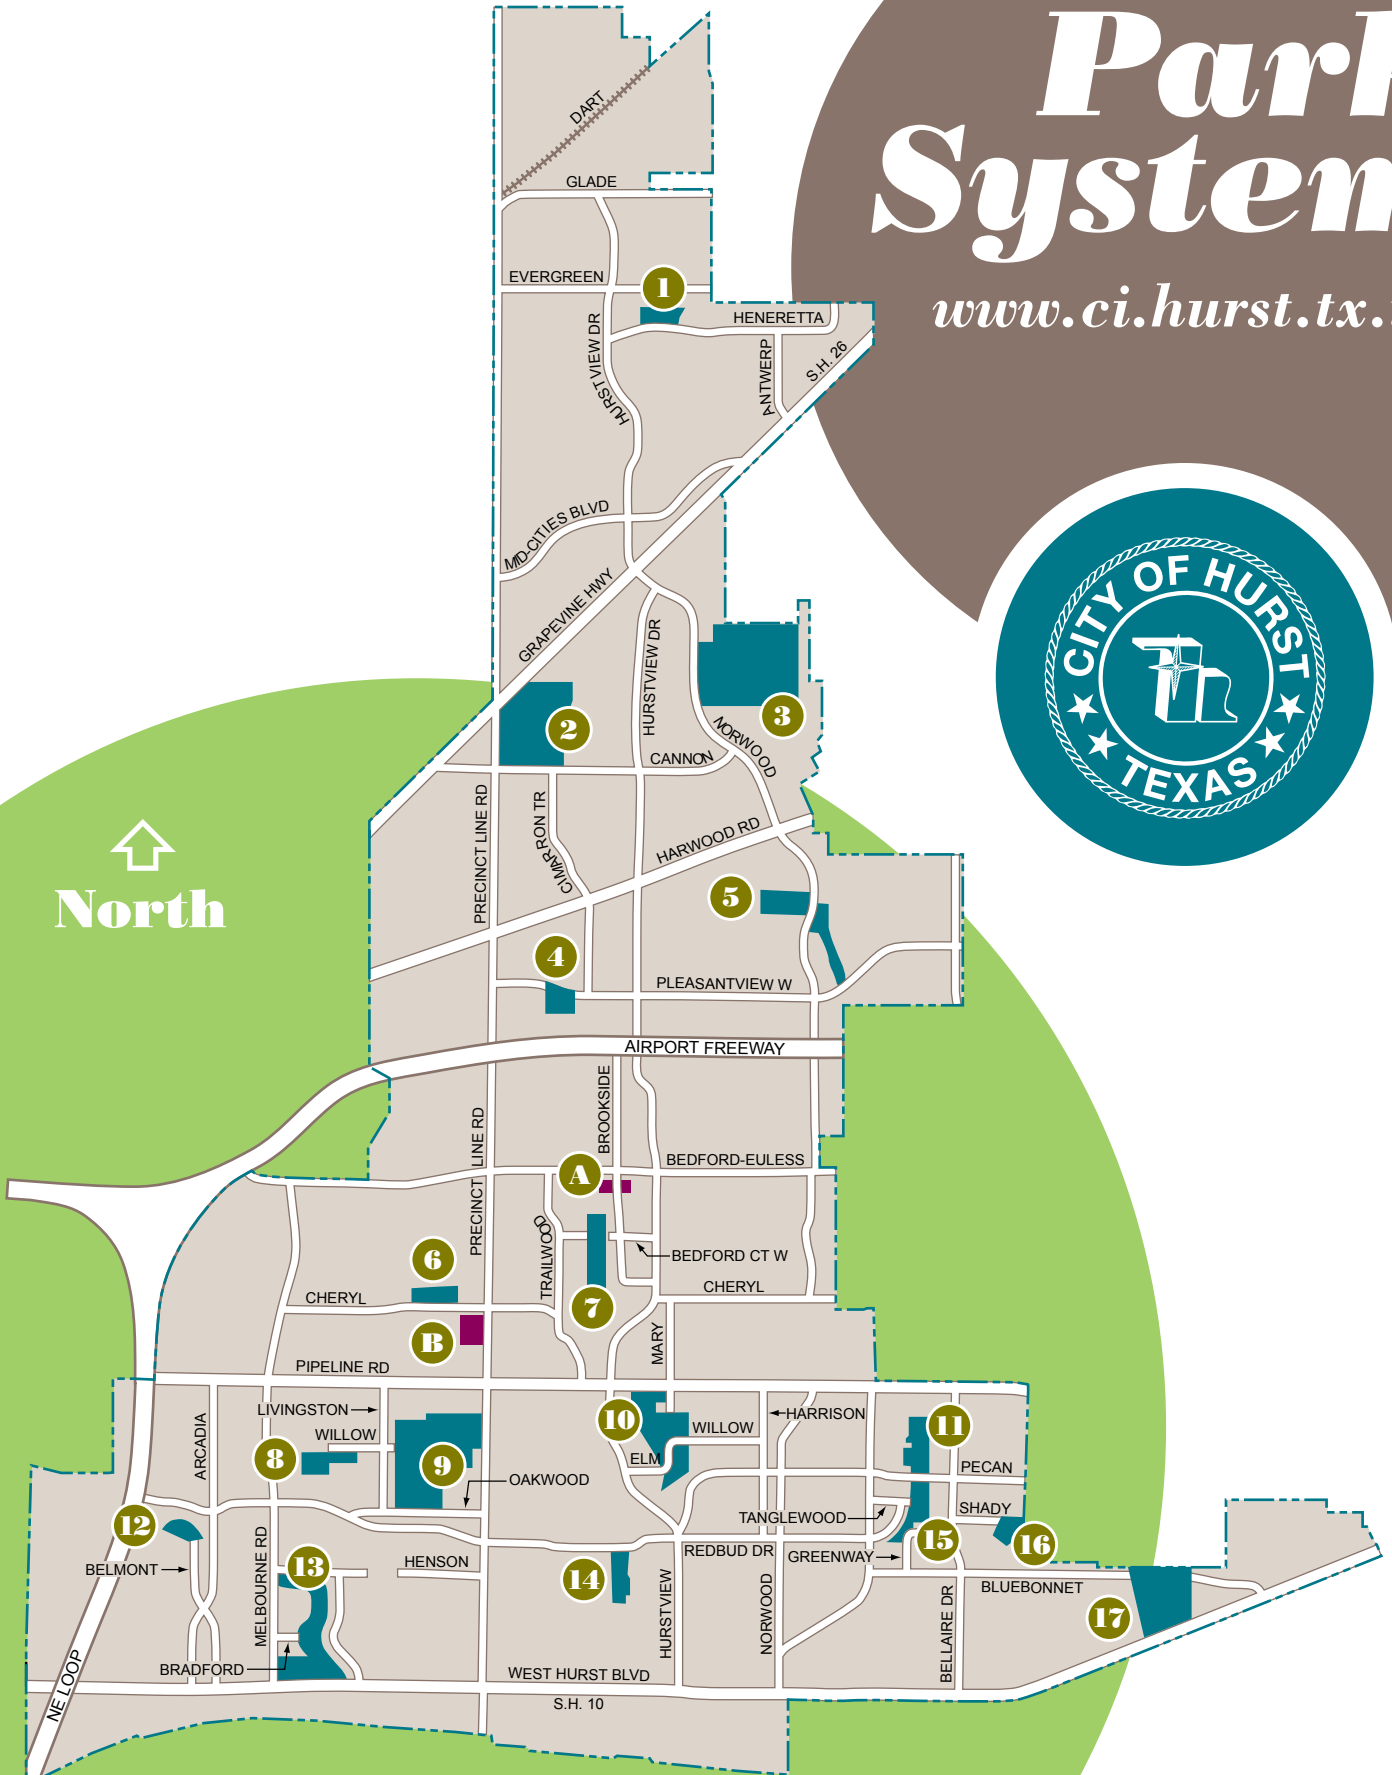 Park
System
www.ci.hurst.tx.
DART
GLADE
EVERGREEN
1
HENERETTA
HURSTVIEW DR
ANTWERP
S.H. 26
MID-CITIES BLVD
GRAPEVINE HWY
CITY OF HURST
TEXAS
HURSTVIEW DR
2
3
NORWOOD
CANNON
PRECINCT LINE RD
CIMARRON TR
HARWOOD RD
North
5
4
PLEASANTVIEW W
AIRPORT FREEWAY
BROOKSIDE
PRECINCT LINE RD
BEDFORD-EULESS
A
TRAILWOOD
6
BEDFORD CT W
CHERYL
CHERYL
7
B
MARY
PIPELINE RD
LIVINGSTON
HARRISON
ARCADIA
WILLOW
10
WILLOW
11
8
9
ELM
PECAN
OAKWOOD
SHADY
TANGLEWOOD
12
15
16
MELBOURNE RD
REDBUD DR
GREENWAY
BELMONT
13
HENSON
14
BLUEBONNET
HURSTVIEW
NORWOOD
BELLAIRE DR
17
BRADFORD
WEST HURST BLVD
NE LOOP
S.H. 10